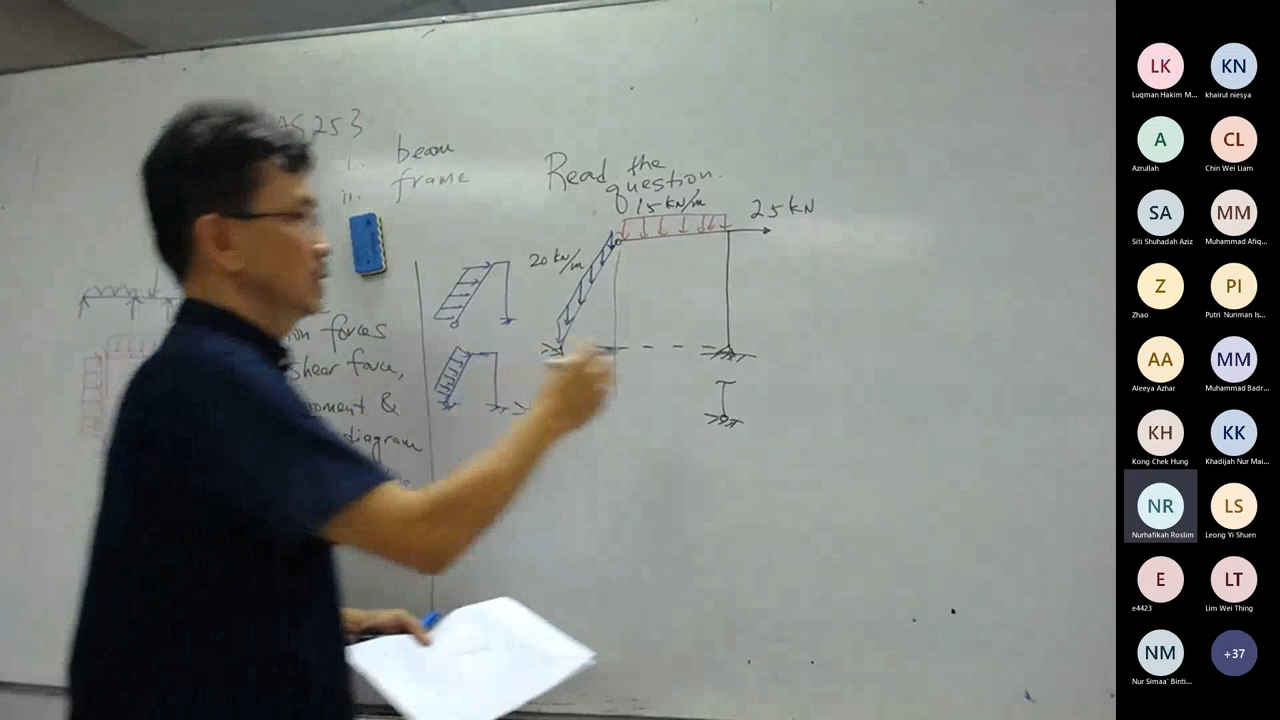 AS253
i. beam
ii. frame
Read the
question.
15 kN/m
25 kN
20 kN/m
forces
shear force,
moment &
diagram
LK
Luqman Hakim M...
KN
khairul niesya
A
Azrullah
CL
Chin Wei Liam
SA
Siti Shuhadah Aziz
MM
Muhammad Afiq...
Z
Zhao
PI
Putri Nuriman Is...
AA
Aleeya Azhar
MM
Muhammad Badr...
KH
Kong Chek Hung
KK
Khadijah Nur Mai...
NR
Nurhafikah Roslim
LS
Leong Yi Shuen
E
e4423
LT
Lim Wei Thing
NM
Nur Simaa' Binti...
+37